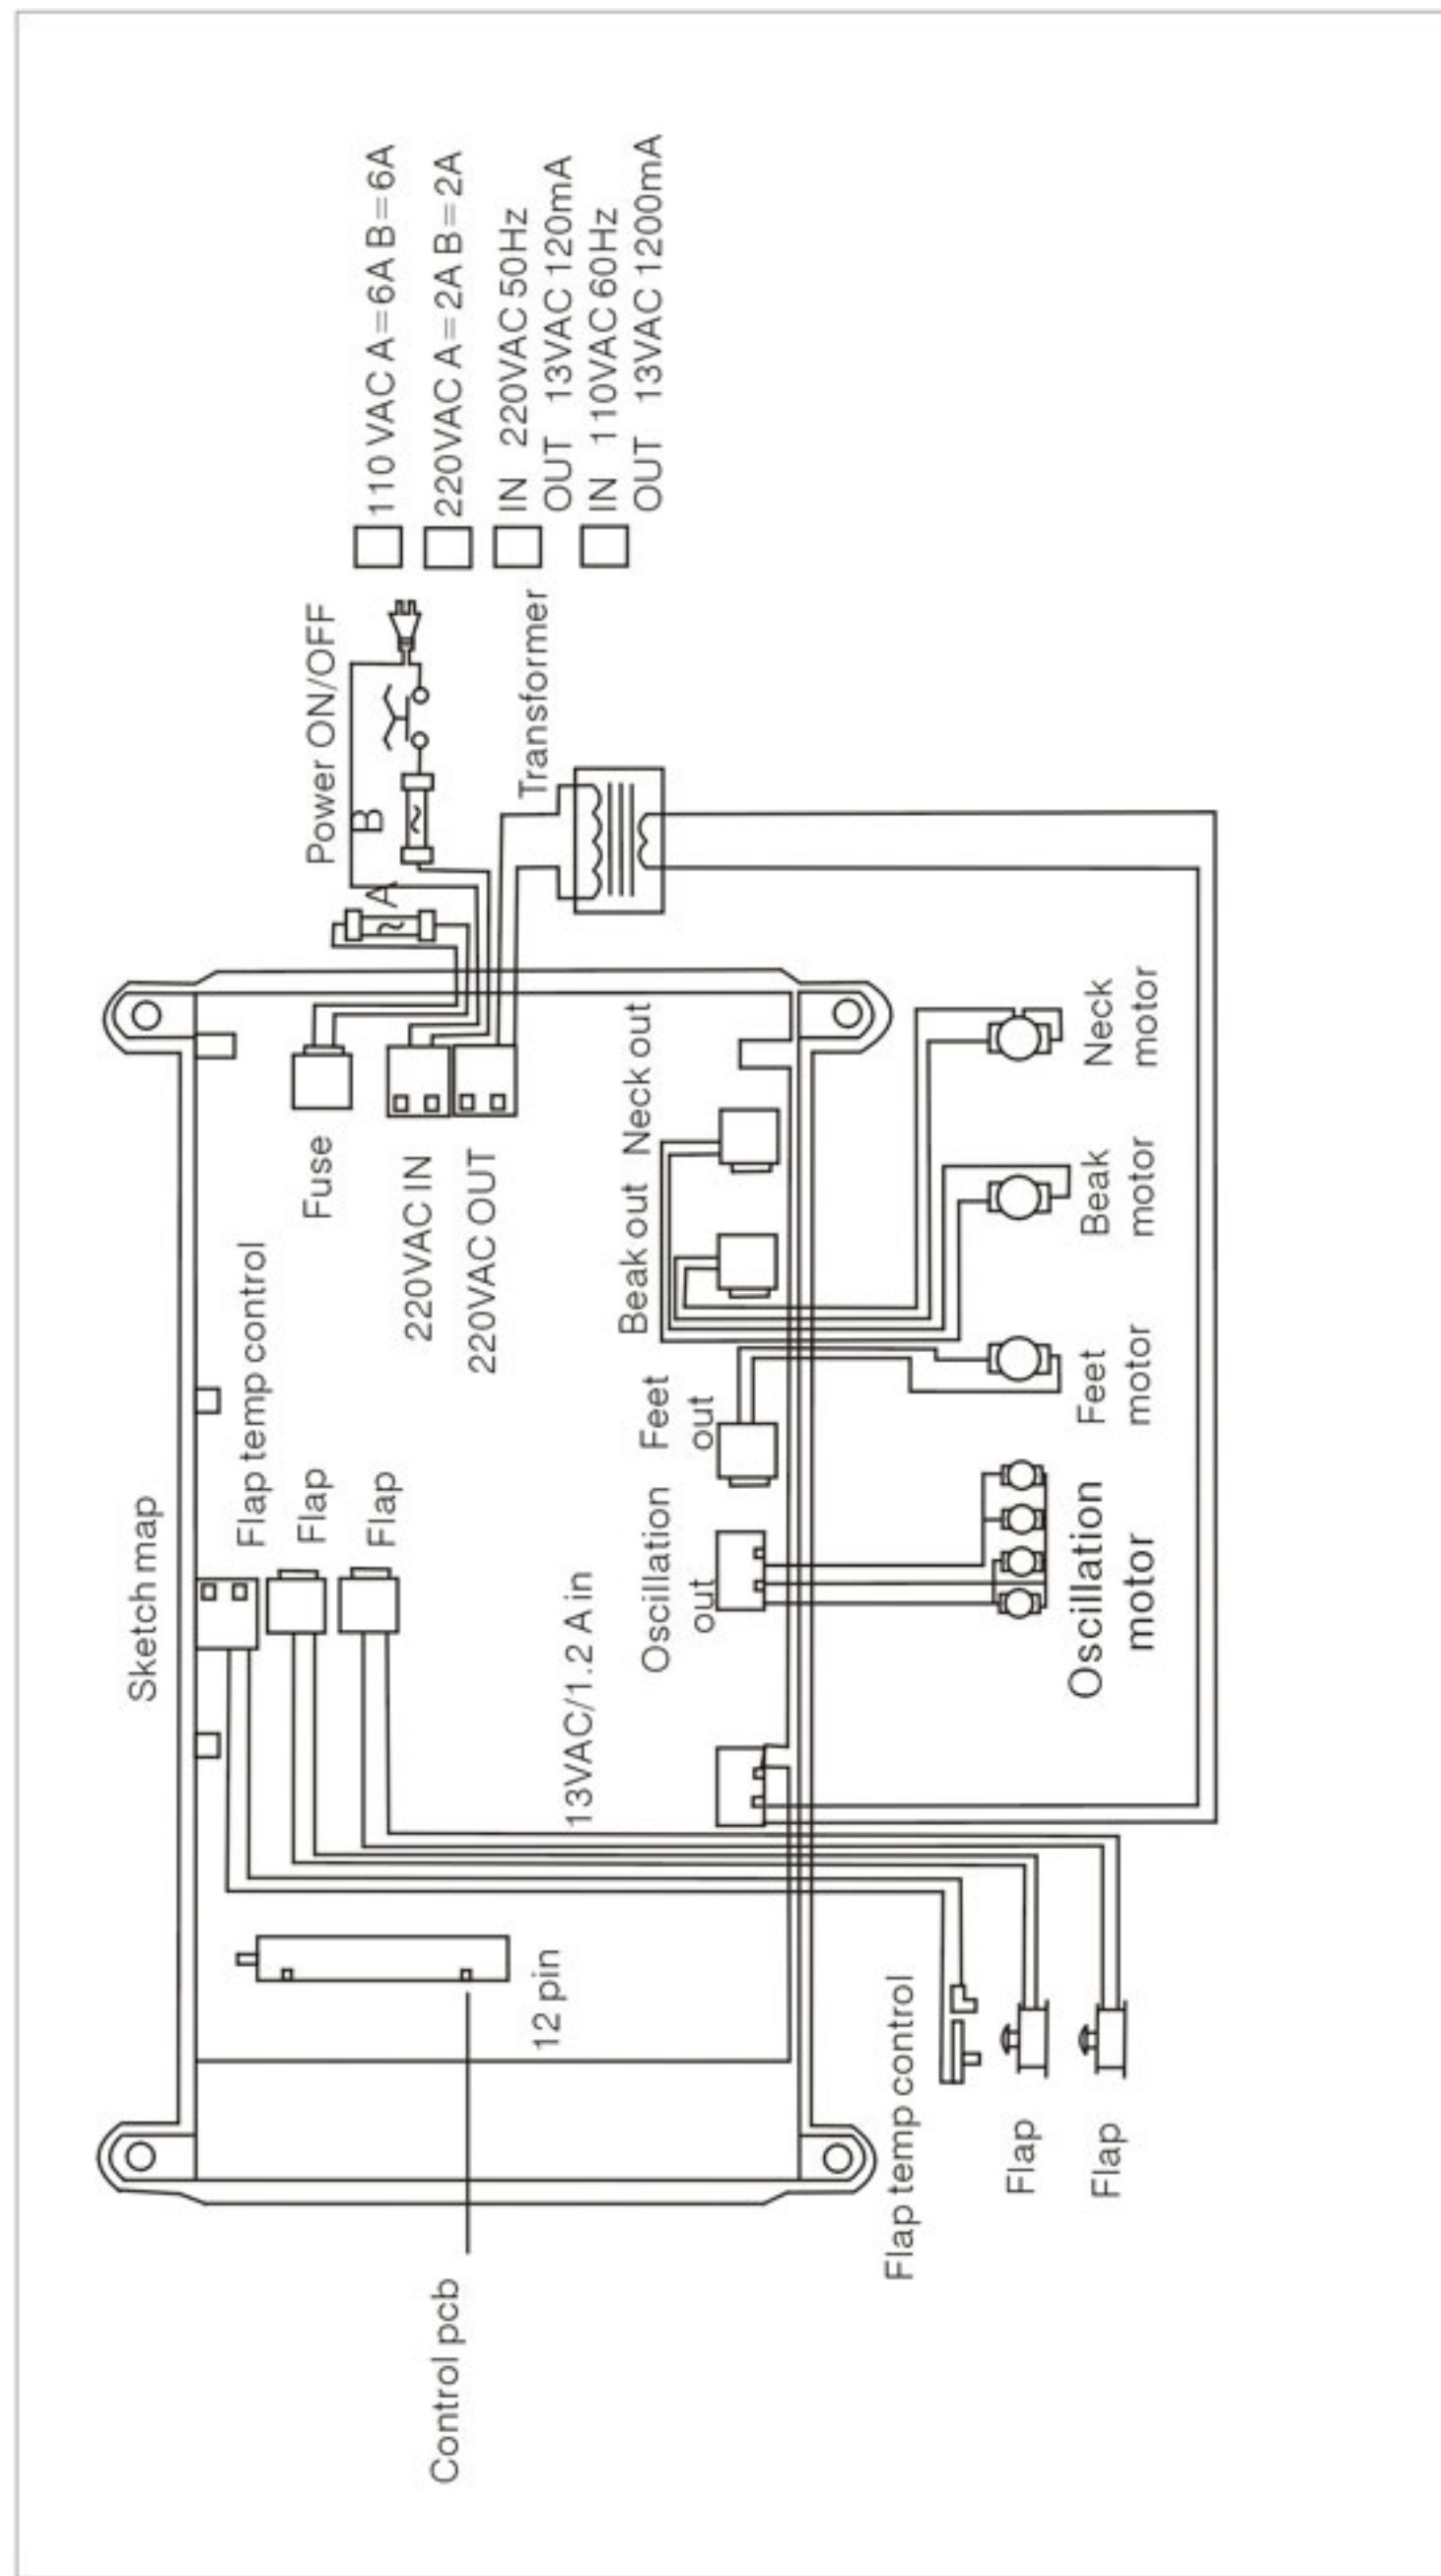 Sketch map
Power ON/OFF
A
B
110 VAC A=6A B=6A
220VAC A=2A B=2A
IN 220VAC 50Hz
OUT 13VAC 120mA
IN 110VAC 60Hz
OUT 13VAC 1200mA
Transformer
Flap temp control
Flap
Flap
Fuse
220VAC IN
220VAC OUT
Control pcb
12 pin
13VAC/1.2 A in
Oscillation
out
Feet
out
Beak out
Neck out
Flap temp control
Flap
Flap
Oscillation
motor
Feet
motor
Beak
motor
Neck
motor